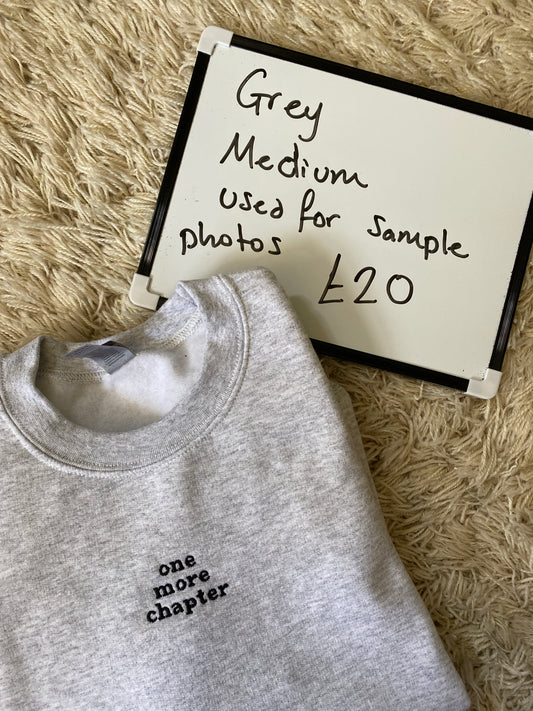 Grey
Medium
used for sample
photos £20
one
more
chapter